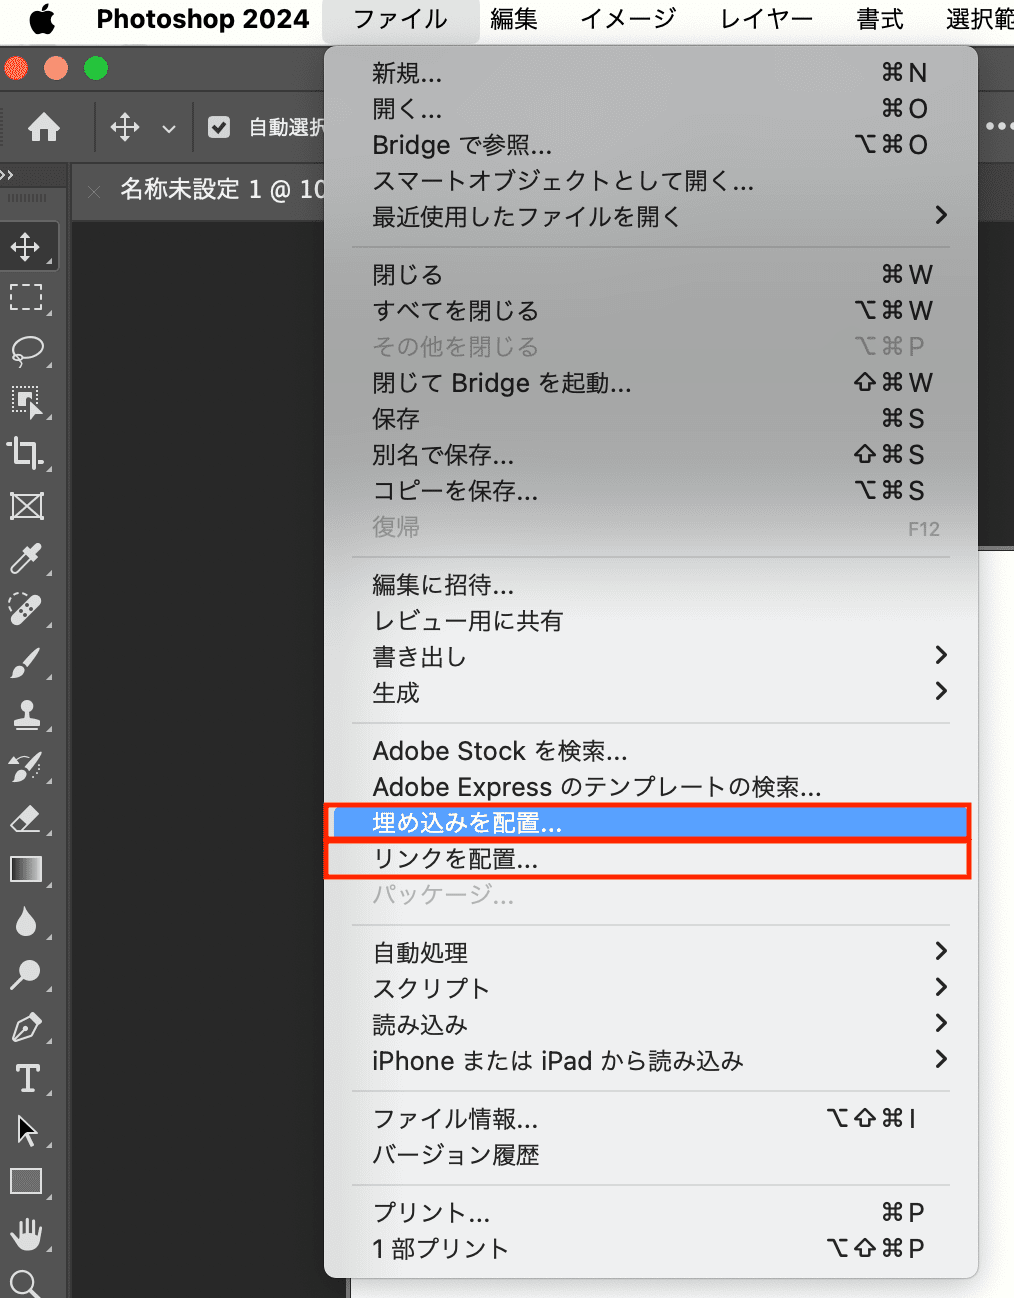 Photoshop 2024 ファイル 編集 イメージ レイヤー 書式 選択範
自動選択
名称未設定 1 @ 10
新規... ⌘N
開く... ⌘O
Bridge で参照... ⌥⌘O
スマートオブジェクトとして開く...
最近使用したファイルを開く
閉じる ⌘W
すべてを閉じる ⌥⌘W
その他を閉じる ⌥⌘P
閉じて Bridge を起動... ⇧⌘W
保存 ⌘S
別名で保存... ⇧⌘S
コピーを保存... ⌥⌘S
復帰 F12
編集に招待...
レビュー用に共有
書き出し
生成
Adobe Stock を検索...
Adobe Express のテンプレートの検索...
埋め込みを配置...
リンクを配置...
パッケージ...
自動処理
スクリプト
読み込み
iPhone または iPad から読み込み
ファイル情報... ⌥⇧⌘I
バージョン履歴
プリント... ⌘P
1 部プリント ⌥⇧⌘P